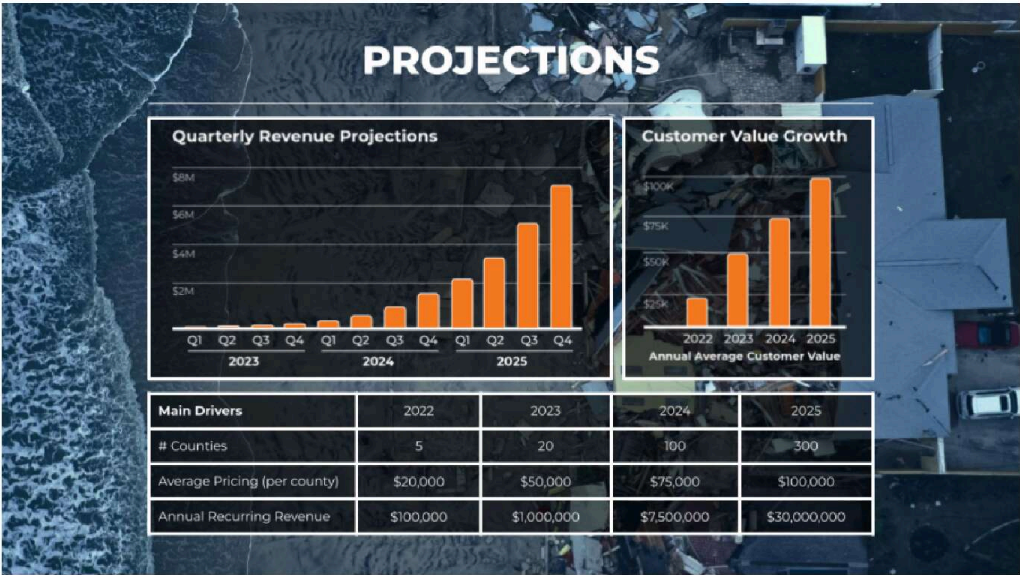 PROJECTIONS
Quarterly Revenue Projections
$8M
$6M
$4M
$2M
Q1 Q2 Q3 Q4 Q1 Q2 Q3 Q4 Q1 Q2 Q3 Q4
2023 2024 2025
Customer Value Growth
$100K
$75K
$50K
$25K
2022 2023 2024 2025
Annual Average Customer Value
Main Drivers 2022 2023 2024 2025
# Counties 5 20 100 300
Average Pricing (per county) $20,000 $50,000 $75,000 $100,000
Annual Recurring Revenue $100,000 $1,000,000 $7,500,000 $30,000,000